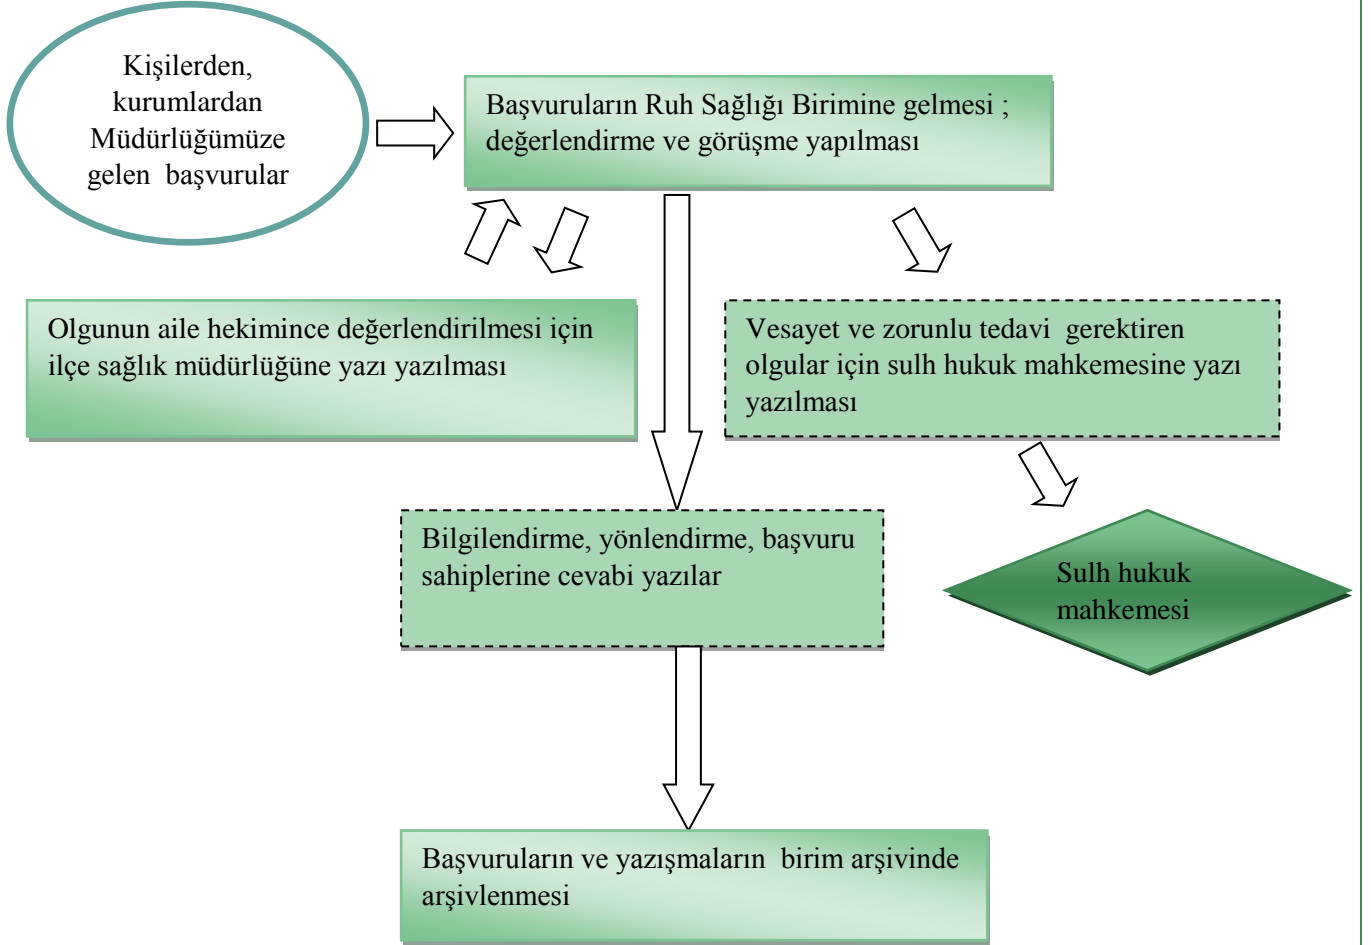 Kişilerden,
kurumlardan
Müdürlüğümüze
gelen başvurular
Başvuruların Ruh Sağlığı Birimine gelmesi ;
değerlendirme ve görüşme yapılması
Olgunun aile hekimince değerlendirilmesi için
ilçe sağlık müdürlüğüne yazı yazılması
Vesayet ve zorunlu tedavi gerektiren
olgular için sulh hukuk mahkemesine yazı
yazılması
Bilgilendirme, yönlendirme, başvuru
sahiplerine cevabi yazılar
Sulh hukuk
mahkemesi
Başvuruların ve yazışmaların birim arşivinde
arşivlenmesi